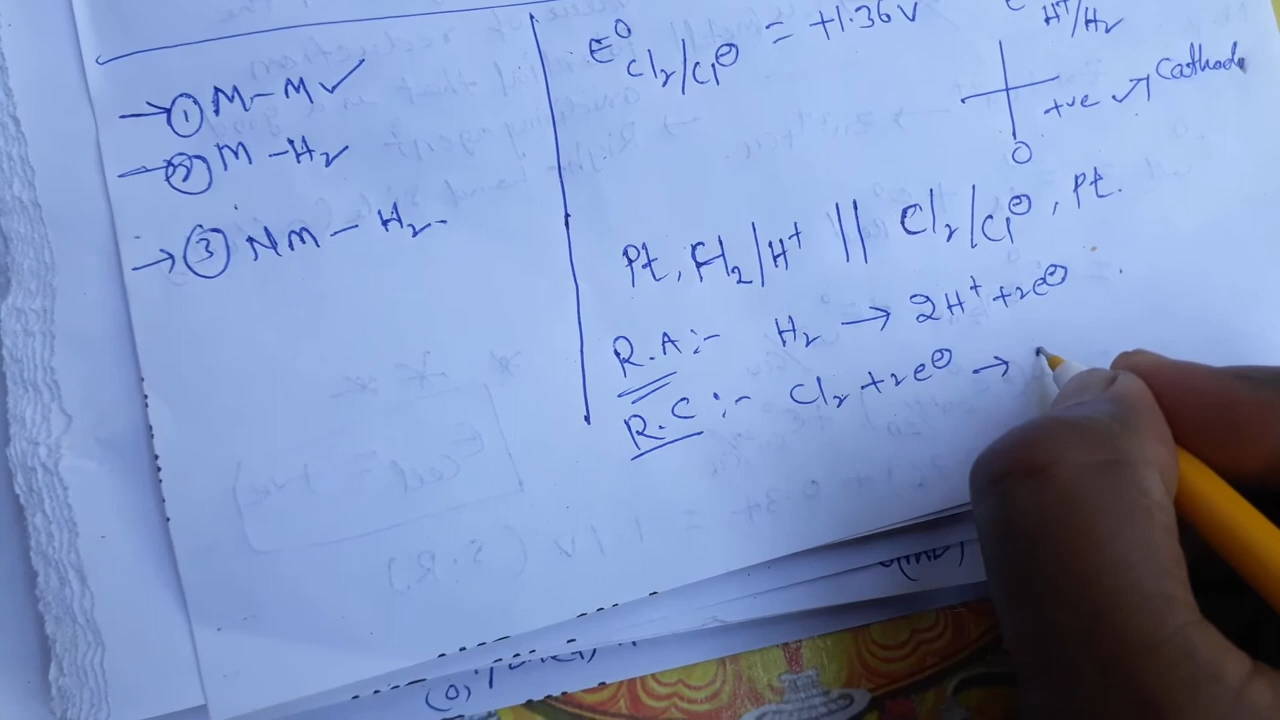 → ① M - M ✓
→ ② M - H₂
→ ③ NM - H₂
E⁰ Cl₂/Cl⊖ = +1.36V
H⁺/H₂
+ve Cathode
O
Pt, H₂/H⁺ || Cl₂/Cl⊖, Pt.
R.A :- H₂ → 2H⁺ + 2e⊖
R.C :- Cl₂ + 2e⊖ →